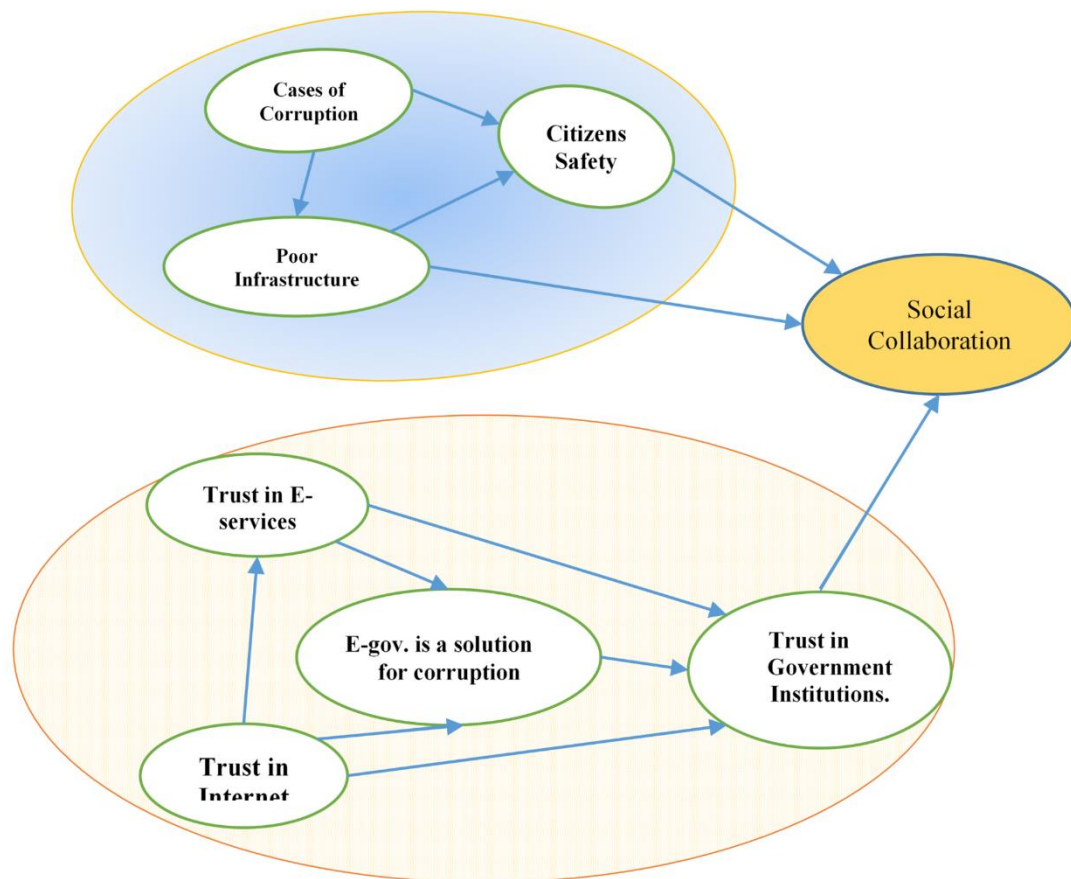 Cases of
Corruption
Citizens
Safety
Poor
Infrastructure
Social
Collaboration
Trust in E-
services
E-gov. is a solution
for corruption
Trust in
Government
Institutions.
Trust in
Internet